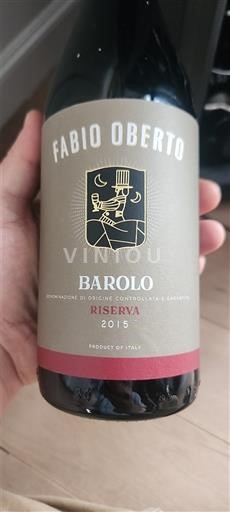 FABIO OBERTO
VINIOU
BAROLO
DENOMINAZIONE DI ORIGINE CONTROLLATA E GARANTITA
RISERVA
2015
PRODUCT OF ITALY